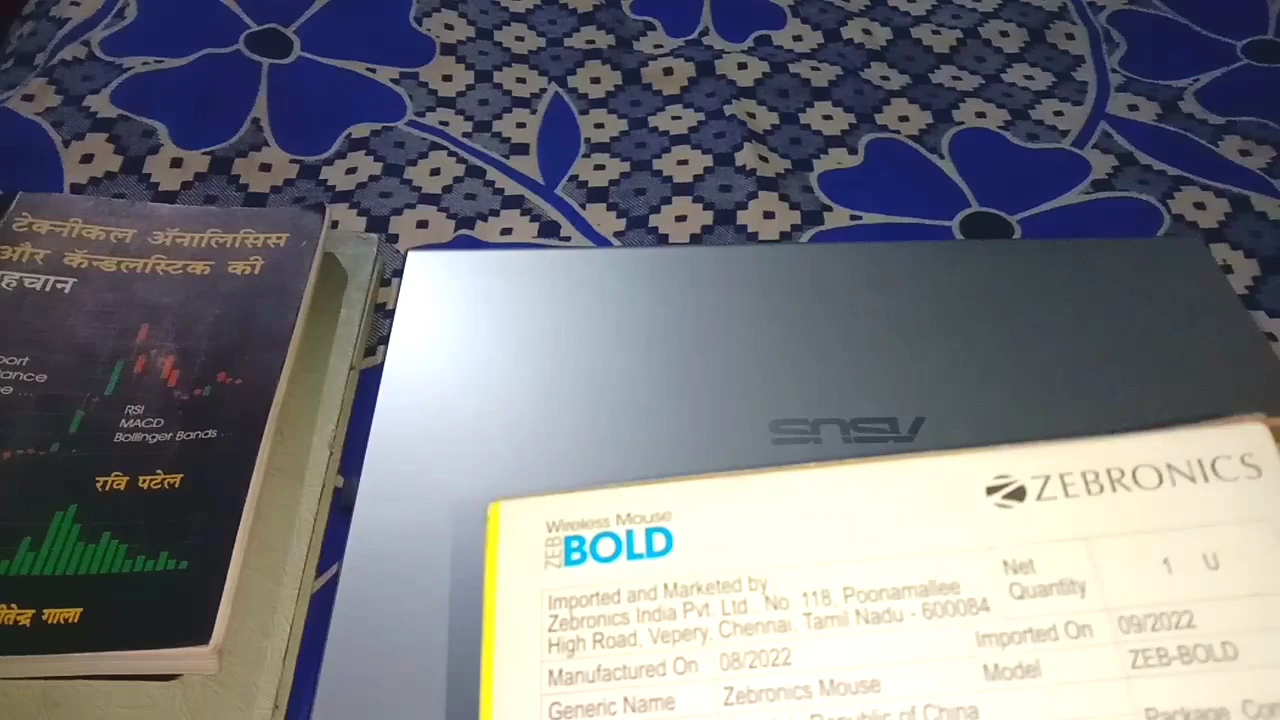 टेक्नीकल ॲनालिसिस
और कॅन्डलस्टिक की
RSI
MACD
Bollinger Bands ...
रवि पटेल
गाला
ASUS
ZEBRONICS
Wireless Mouse
ZEB BOLD
Imported and Marketed by :
Zebronics India Pvt. Ltd., No. 118, Poonamallee
High Road, Vepery, Chennai, Tamil Nadu - 600084
Net
Quantity
1 U
Manufactured On 08/2022
Imported On 09/2022
Generic Name Zebronics Mouse
Model ZEB-BOLD
Republic of China
Package